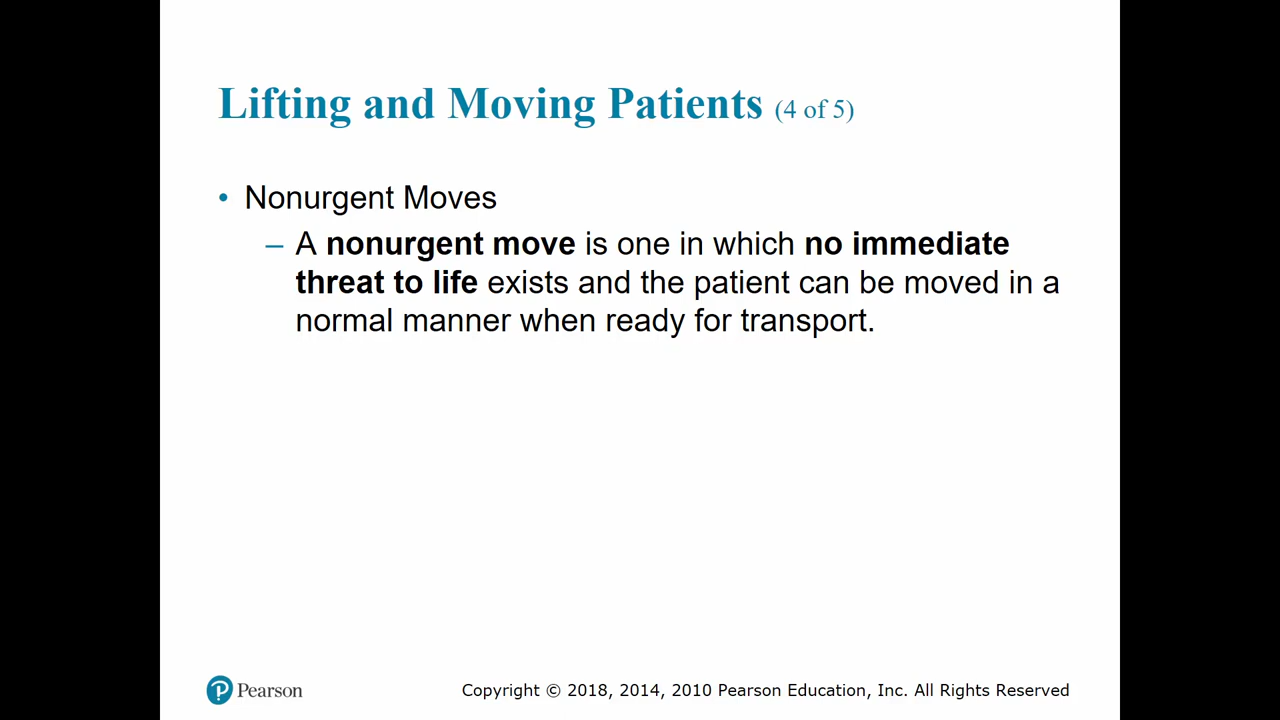 Lifting and Moving Patients (4 of 5)
• Nonurgent Moves
– A nonurgent move is one in which no immediate
threat to life exists and the patient can be moved in a
normal manner when ready for transport.
Pearson
Copyright © 2018, 2014, 2010 Pearson Education, Inc. All Rights Reserved